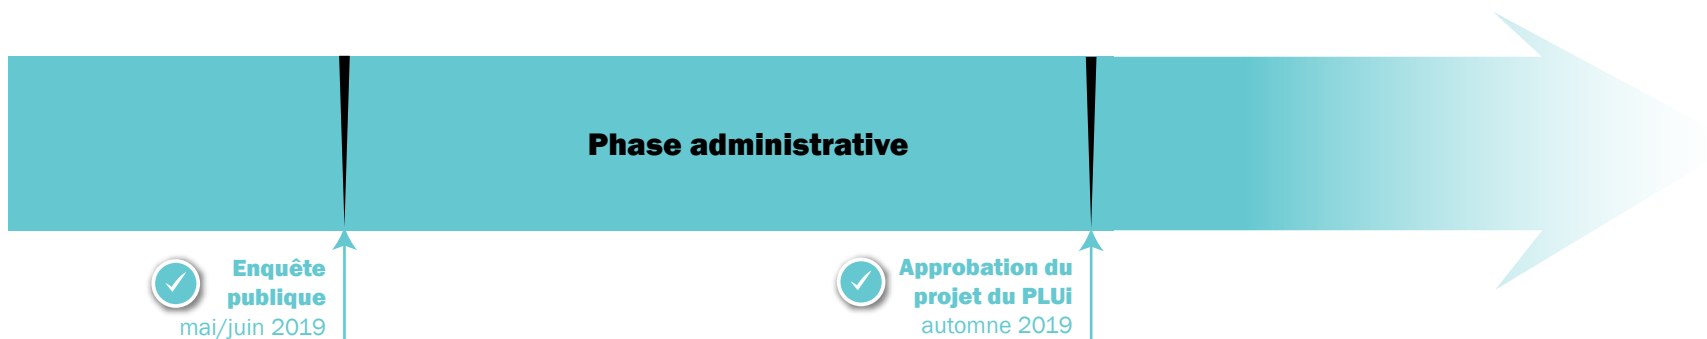 Phase administrative
Enquête
publique
mai/juin 2019
Approbation du
projet du PLUi
automne 2019